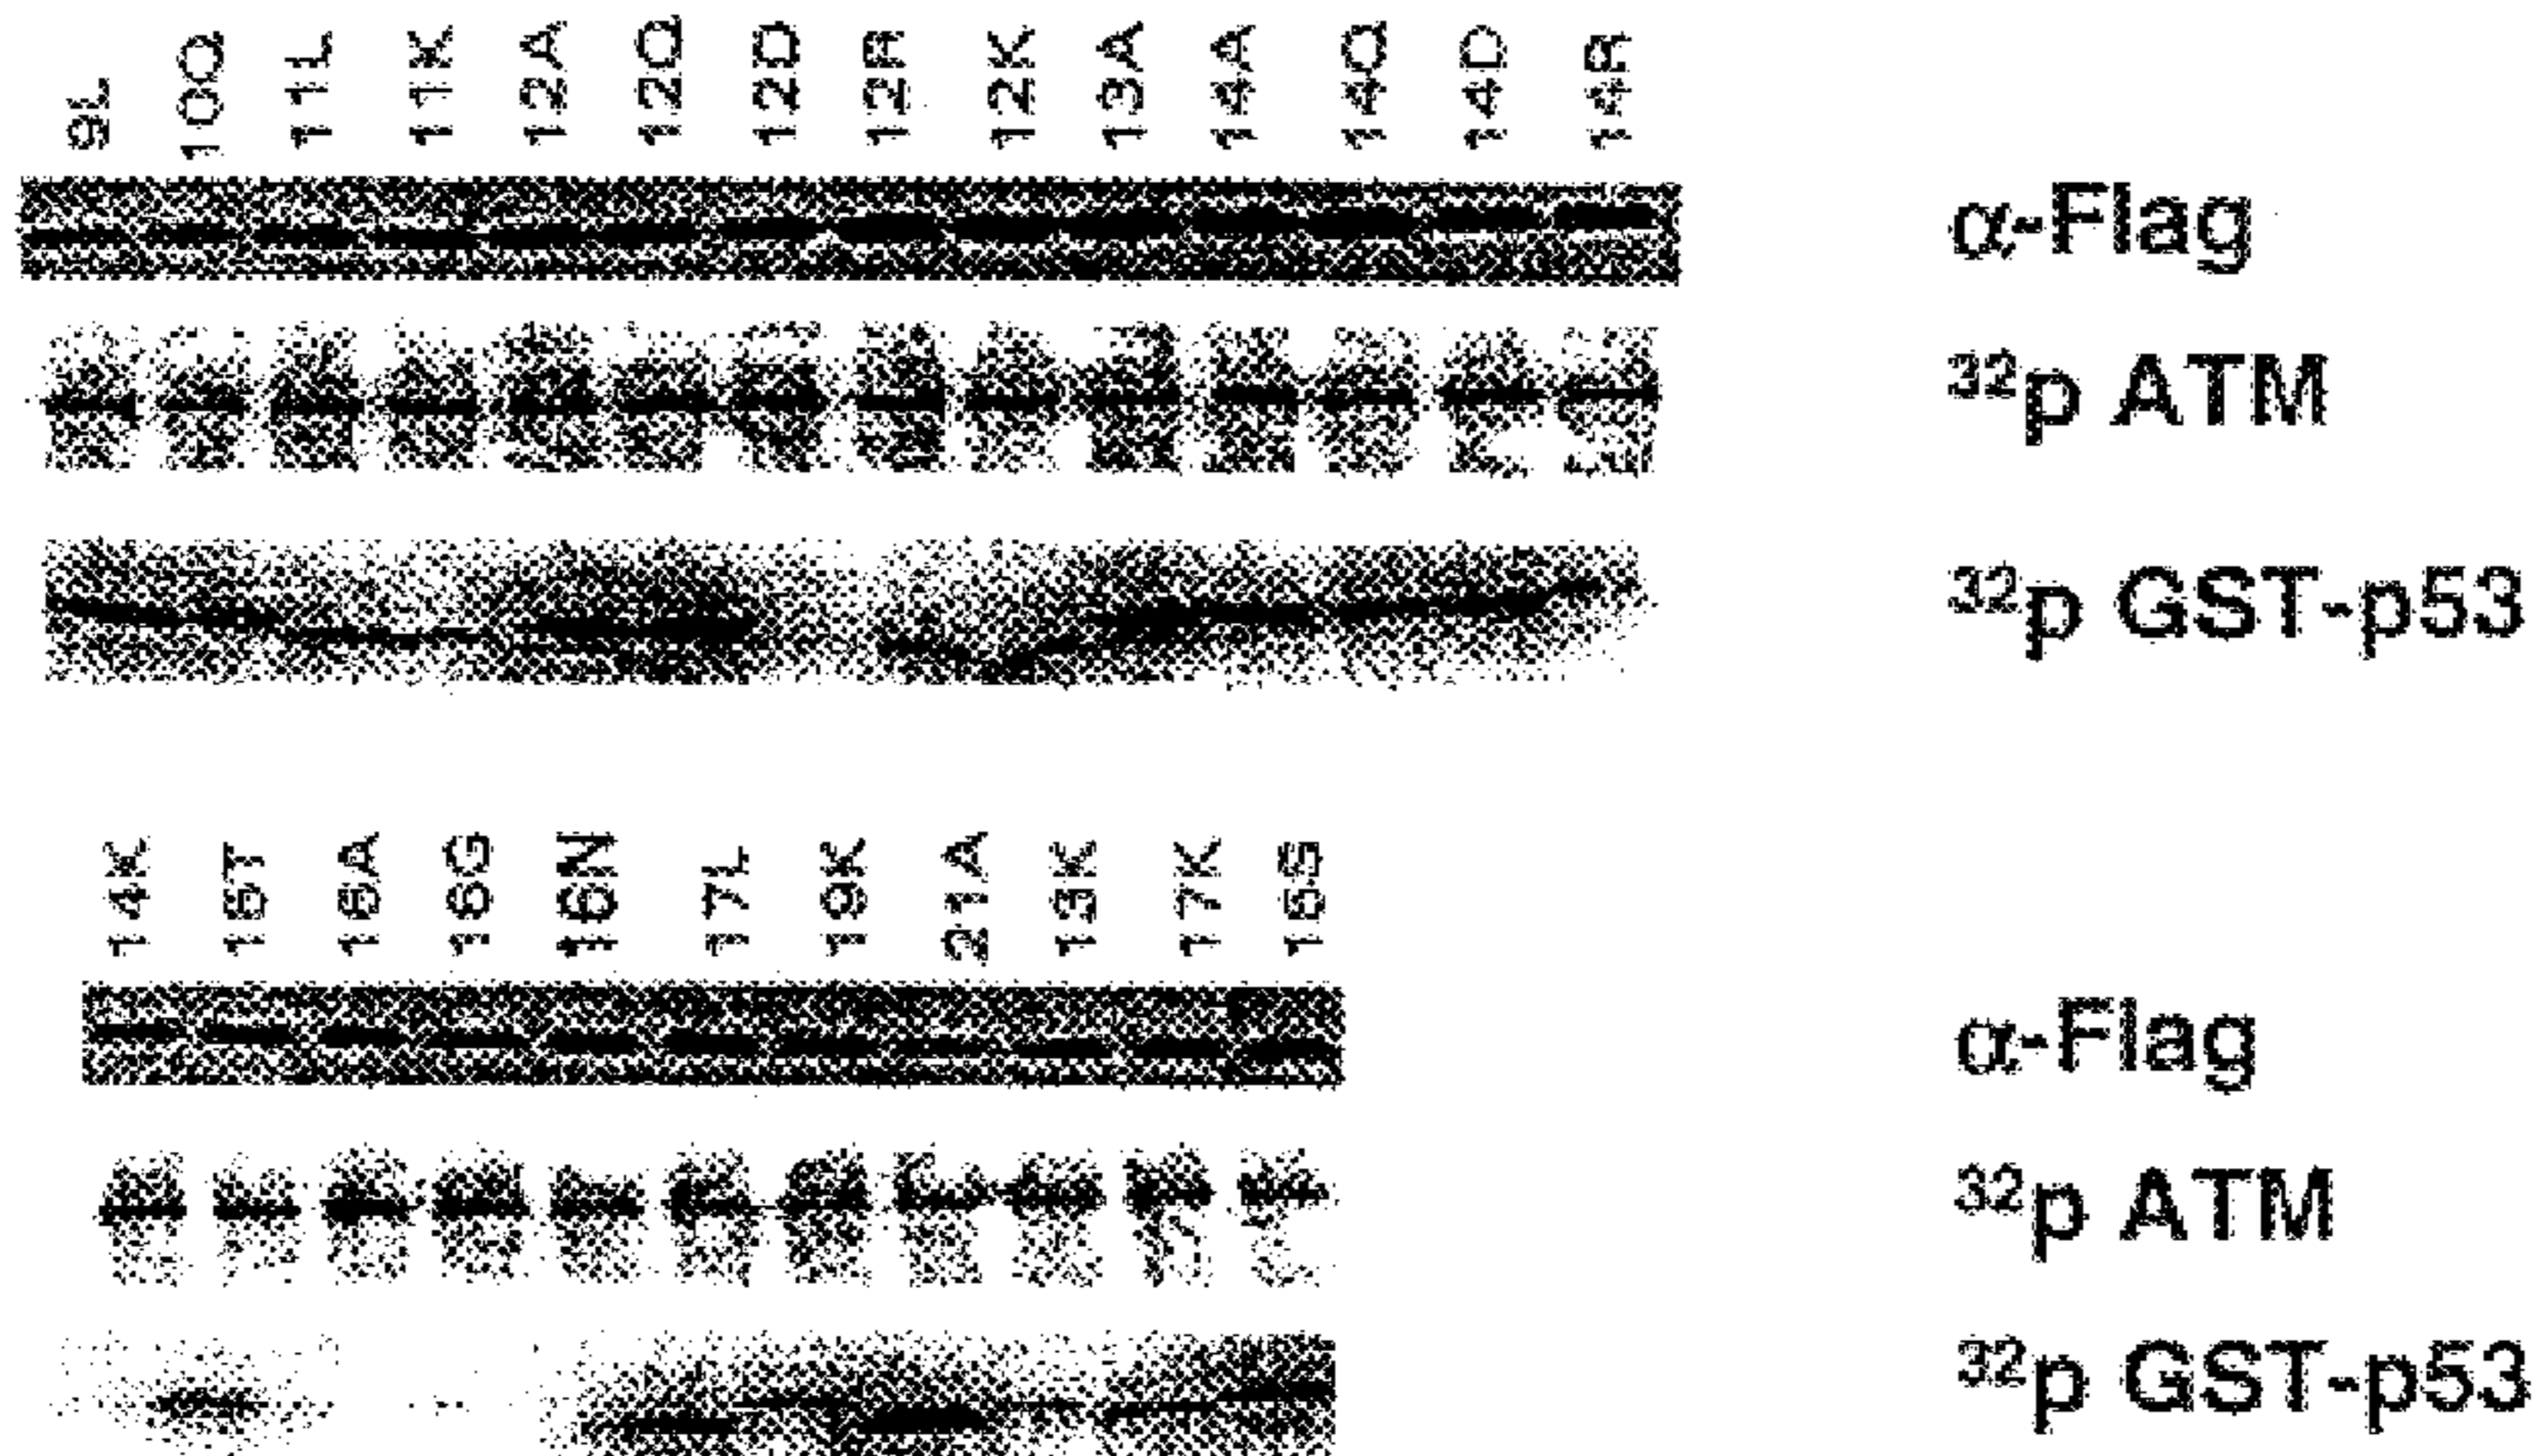 9L 10Q 11L 11K 12A 12Q 12D 12R 12K 13A 14A 14Q 14D 14R
α-Flag
³²p ATM
³²p GST-p53
14K 15T 16A 16G 16N 17L 19K 21A 13K 17K
α-Flag
³²p ATM
³²p GST-p53